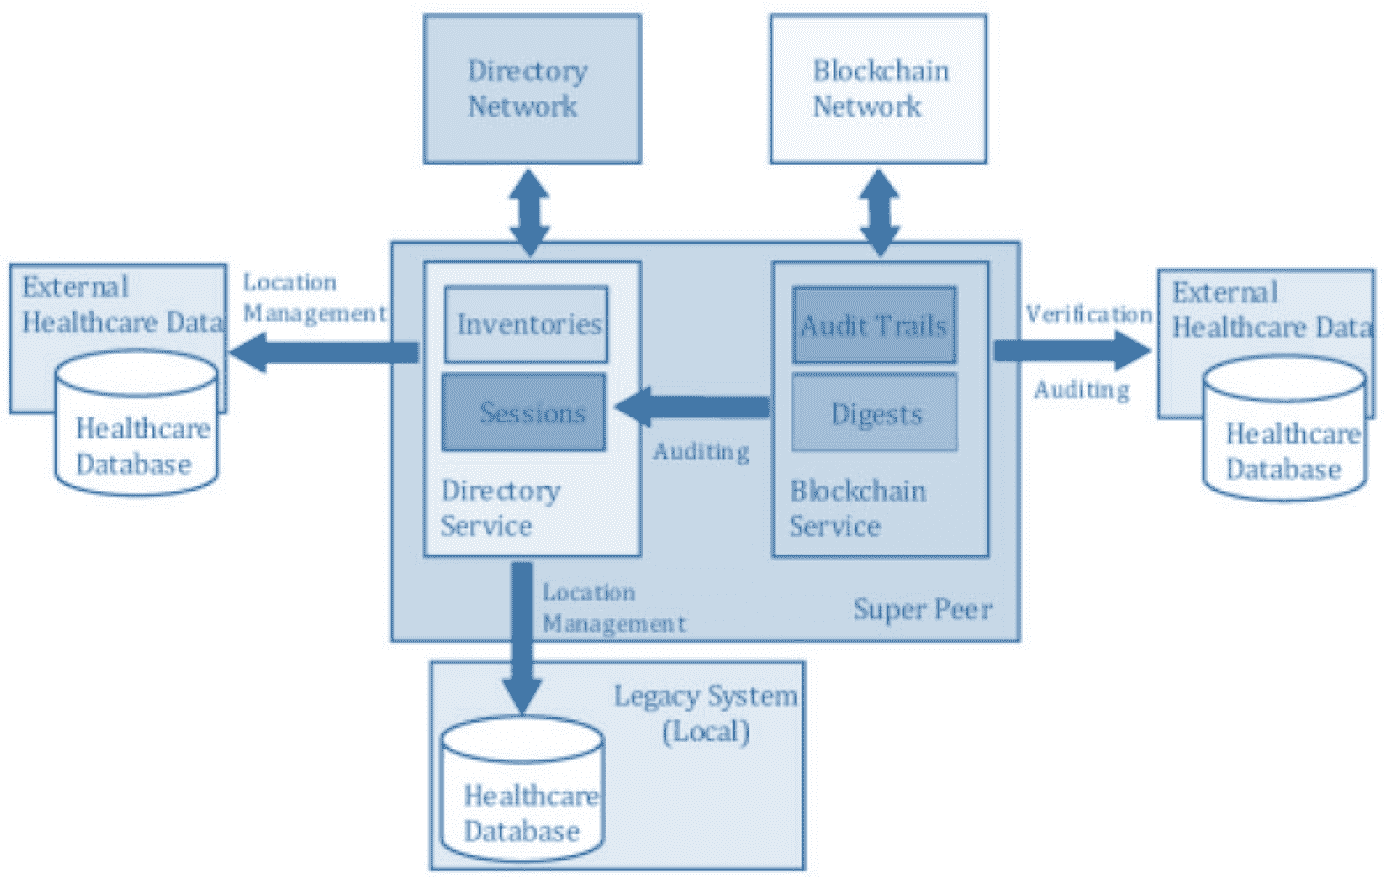 Directory
Network
Blockchain
Network
External
Healthcare Data
Healthcare
Database
Location
Management
Inventories
Sessions
Directory
Service
Auditing
Audit Trails
Digests
Blockchain
Service
Super Peer
Verification
Auditing
External
Healthcare Data
Healthcare
Database
Location
Management
Legacy System
(Local)
Healthcare
Database